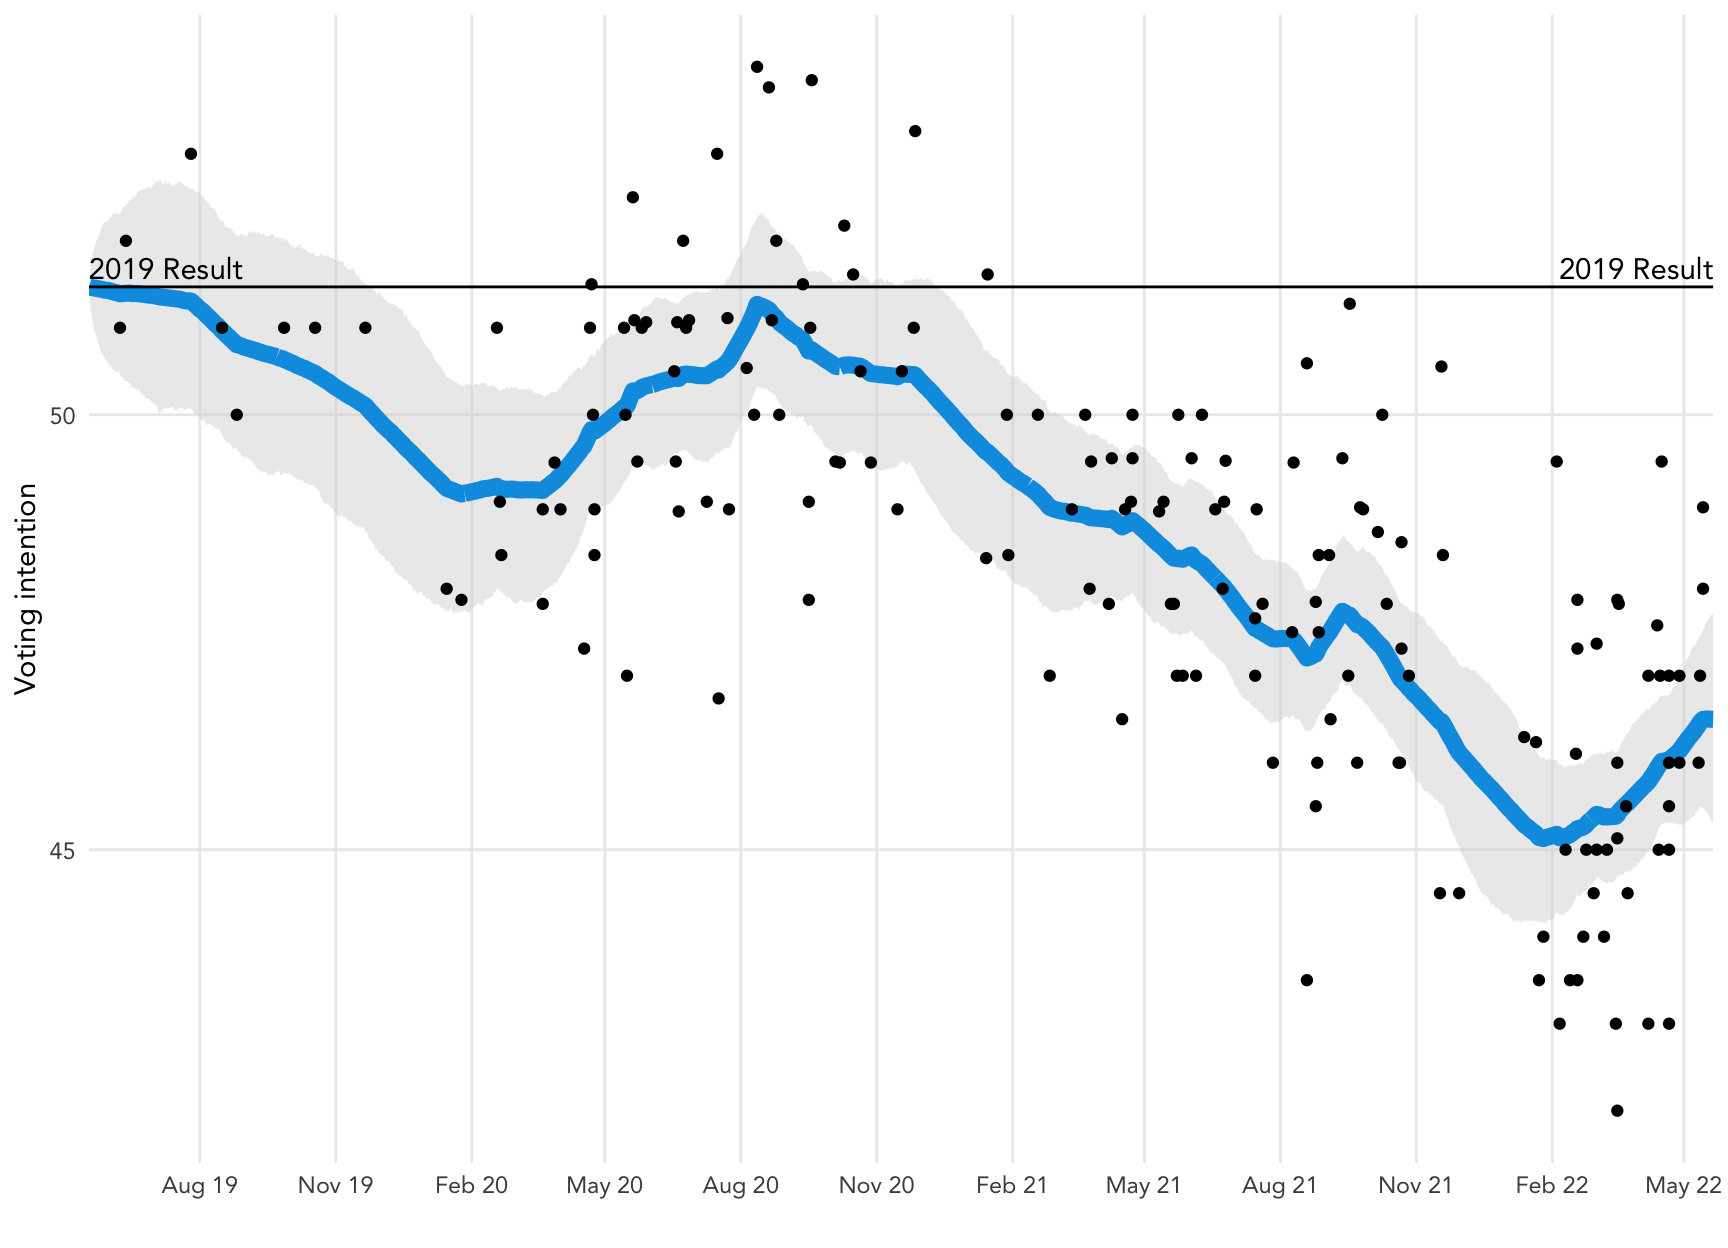 2019 Result
2019 Result
50
45
Voting intention
Aug 19
Nov 19
Feb 20
May 20
Aug 20
Nov 20
Feb 21
May 21
Aug 21
Nov 21
Feb 22
May 22